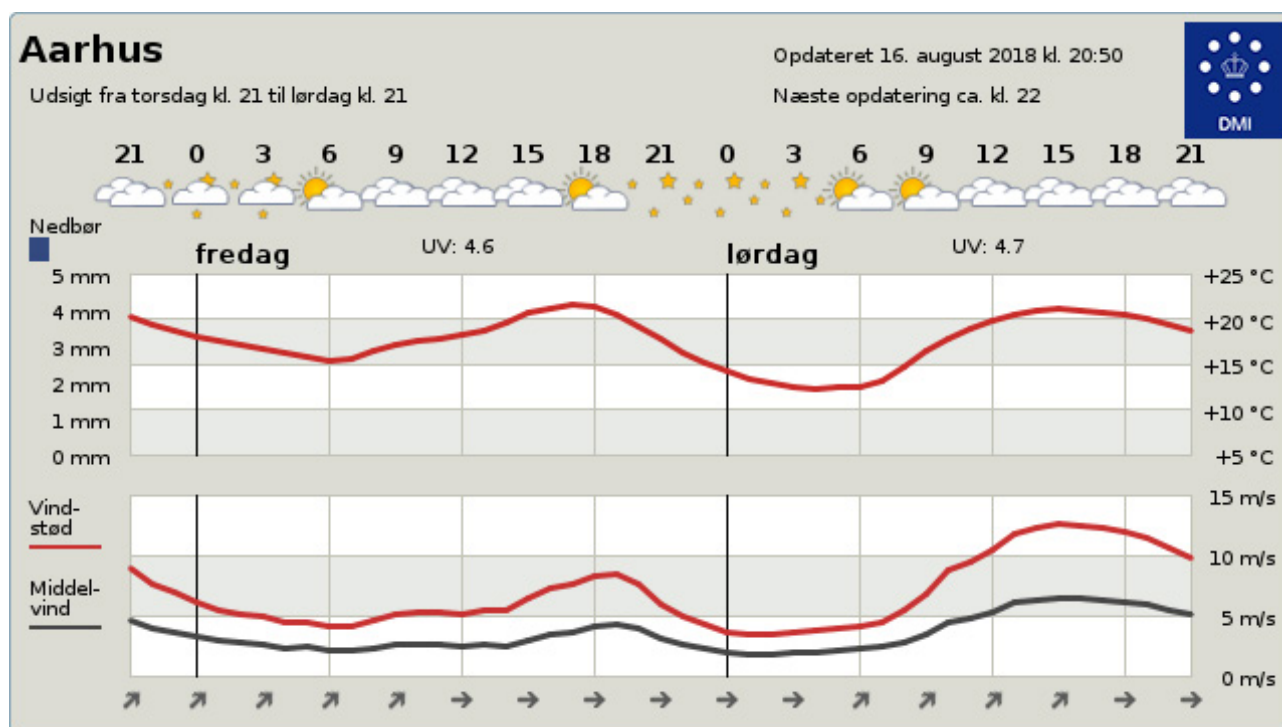 Aarhus
Opdateret 16. august 2018 kl. 20:50
Udsigt fra torsdag kl. 21 til lørdag kl. 21
Næste opdatering ca. kl. 22
DMI
21 0 3 6 9 12 15 18 21 0 3 6 9 12 15 18 21
Nedbør
fredag UV: 4.6 lørdag UV: 4.7
5 mm +25 °C
4 mm +20 °C
3 mm +15 °C
2 mm
1 mm +10 °C
0 mm +5 °C
Vind-
stød
Middel-
vind
15 m/s
10 m/s
5 m/s
0 m/s